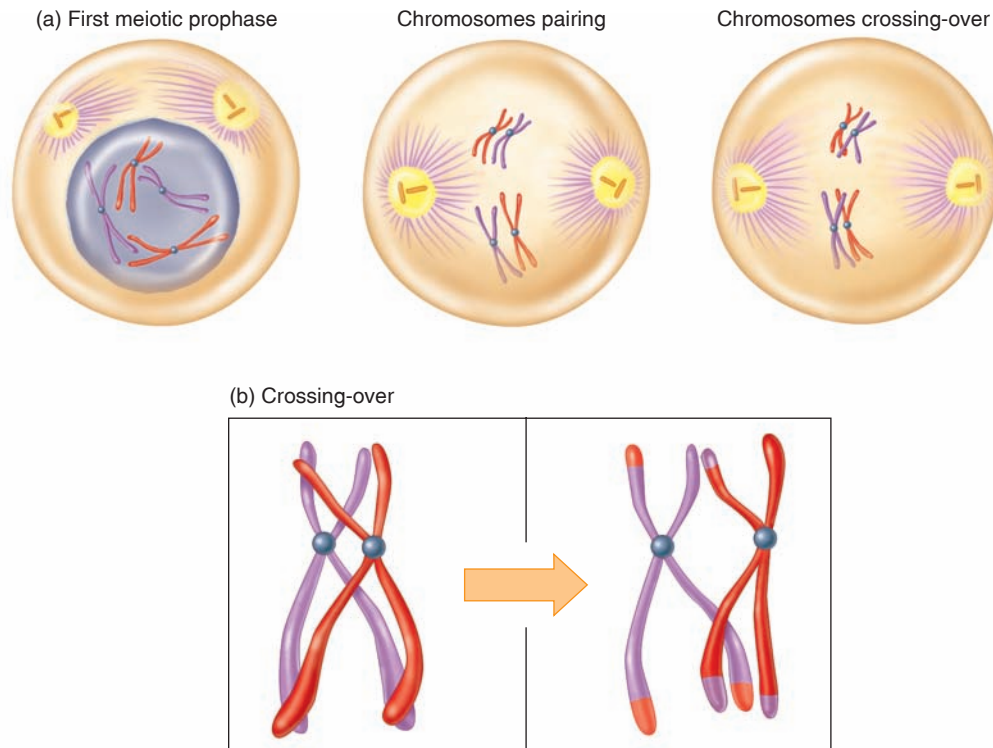 (a) First meiotic prophase
Chromosomes pairing
Chromosomes crossing-over
(b) Crossing-over